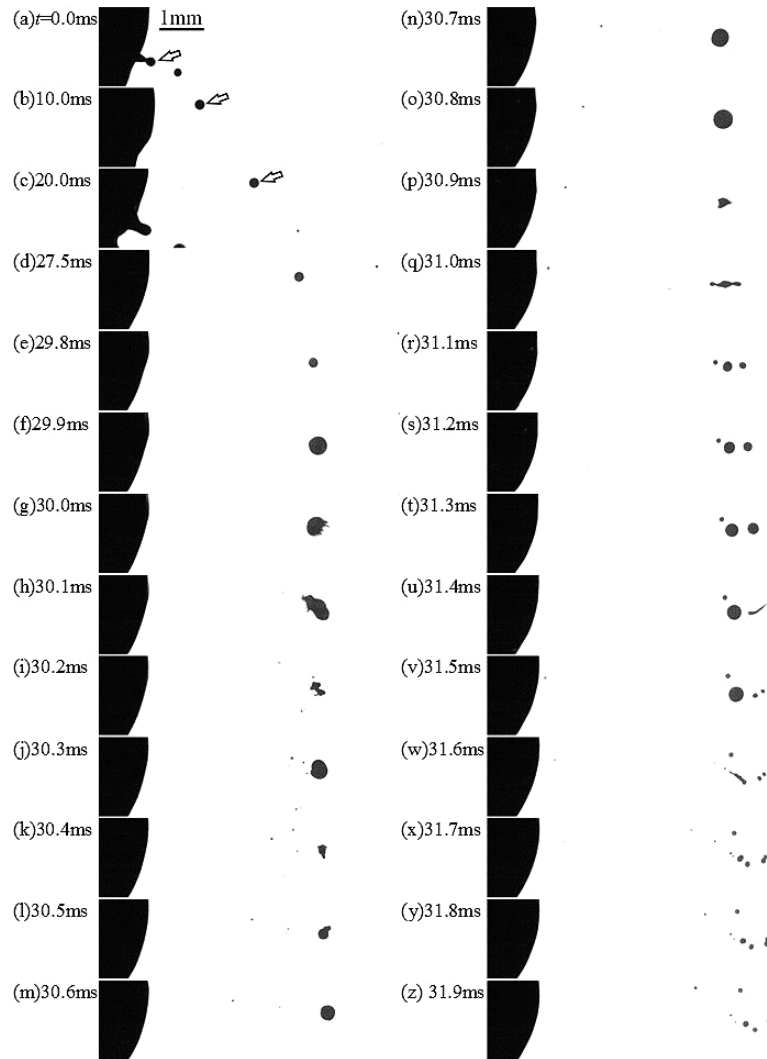 (a)t=0.0ms
1mm
(b)10.0ms
(c)20.0ms
(d)27.5ms
(e)29.8ms
(f)29.9ms
(g)30.0ms
(h)30.1ms
(i)30.2ms
(j)30.3ms
(k)30.4ms
(l)30.5ms
(m)30.6ms
(n)30.7ms
(o)30.8ms
(p)30.9ms
(q)31.0ms
(r)31.1ms
(s)31.2ms
(t)31.3ms
(u)31.4ms
(v)31.5ms
(w)31.6ms
(x)31.7ms
(y)31.8ms
(z) 31.9ms